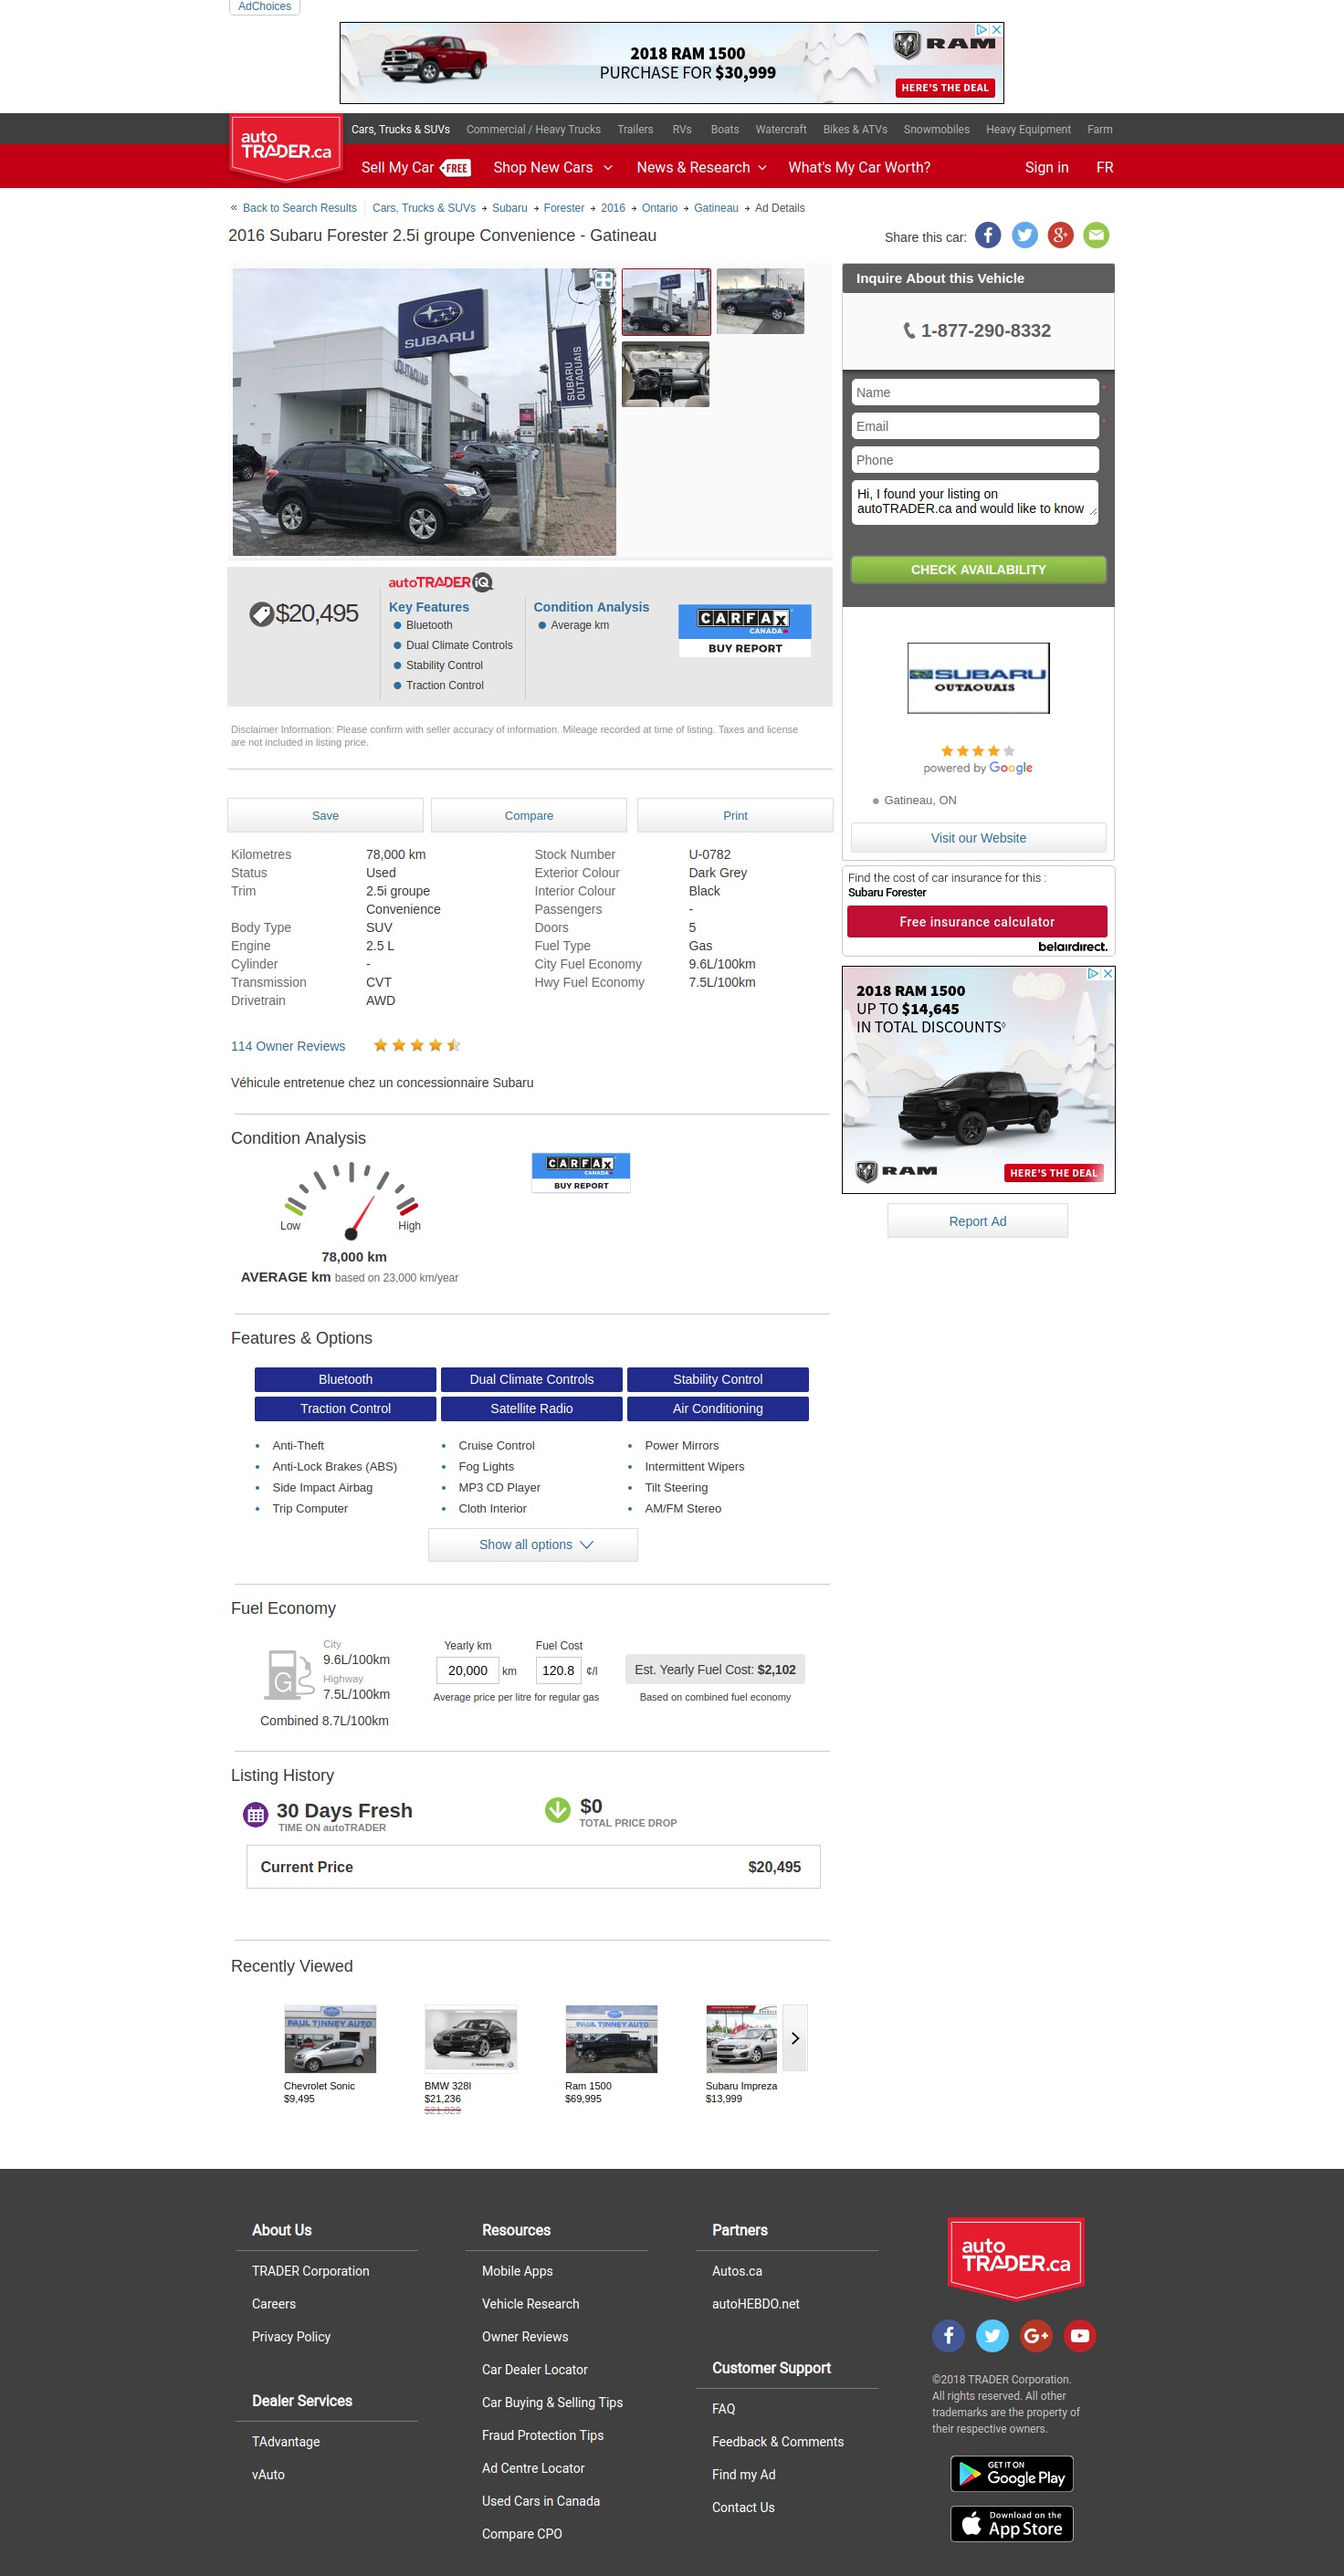 AdChoices
2018 RAM 1500
PURCHASE FOR $30,999
RAM
HERE'S THE DEAL
auto
TRADER.ca
Cars, Trucks & SUVs Commercial / Heavy Trucks Trailers RVs Boats Watercraft Bikes & ATVs Snowmobiles Heavy Equipment Farm
Sell My Car FREE Shop New Cars News & Research What's My Car Worth? Sign in FR
« Back to Search Results Cars, Trucks & SUVs → Subaru → Forester → 2016 → Ontario → Gatineau → Ad Details
2016 Subaru Forester 2.5i groupe Convenience - Gatineau
Share this car:
SUBARU
OUTAOUAIS
SUBARU
OUTAOUAIS
Inquire About this Vehicle
1-877-290-8332
Name *
Email *
Phone
Hi, I found your listing on
autoTRADER.ca and would like to know
CHECK AVAILABILITY
$20,495
autoTRADER iQ
Key Features
Bluetooth
Dual Climate Controls
Stability Control
Traction Control
Condition Analysis
Average km
CARFAX
CANADA
BUY REPORT
Disclaimer Information: Please confirm with seller accuracy of information. Mileage recorded at time of listing. Taxes and license
are not included in listing price.
SUBARU
OUTAOUAIS
powered by Google
Gatineau, ON
Visit our Website
Find the cost of car insurance for this :
Subaru Forester
Free insurance calculator
belairdirect.
2018 RAM 1500
UP TO $14,645
IN TOTAL DISCOUNTS◊
RAM
HERE'S THE DEAL
Report Ad
Save Compare Print
Kilometres 78,000 km Stock Number U-0782
Status Used Exterior Colour Dark Grey
Trim 2.5i groupe Interior Colour Black
Convenience Passengers -
Body Type SUV Doors 5
Engine 2.5 L Fuel Type Gas
Cylinder - City Fuel Economy 9.6L/100km
Transmission CVT Hwy Fuel Economy 7.5L/100km
Drivetrain AWD
114 Owner Reviews
Véhicule entretenue chez un concessionnaire Subaru
Condition Analysis
Low High
78,000 km
AVERAGE km based on 23,000 km/year
CARFAX
CANADA
BUY REPORT
Features & Options
Bluetooth Dual Climate Controls Stability Control
Traction Control Satellite Radio Air Conditioning
Anti-Theft Cruise Control Power Mirrors
Anti-Lock Brakes (ABS) Fog Lights Intermittent Wipers
Side Impact Airbag MP3 CD Player Tilt Steering
Trip Computer Cloth Interior AM/FM Stereo
Show all options
Fuel Economy
G
City
9.6L/100km
Highway
7.5L/100km
Combined 8.7L/100km
Yearly km Fuel Cost
20,000 km 120.8 ¢/l
Average price per litre for regular gas
Est. Yearly Fuel Cost: $2,102
Based on combined fuel economy
Listing History
30 Days Fresh
TIME ON autoTRADER
$0
TOTAL PRICE DROP
Current Price $20,495
Recently Viewed
PAUL TINNEY AUTO
PAUL TINNEY AUTO
Chevrolet Sonic BMW 328I Ram 1500 Subaru Impreza
$9,495 $21,236 $69,995 $13,999
$21,829
About Us
TRADER Corporation
Careers
Privacy Policy
Dealer Services
TAdvantage
vAuto
Resources
Mobile Apps
Vehicle Research
Owner Reviews
Car Dealer Locator
Car Buying & Selling Tips
Fraud Protection Tips
Ad Centre Locator
Used Cars in Canada
Compare CPO
Partners
Autos.ca
autoHEBDO.net
Customer Support
FAQ
Feedback & Comments
Find my Ad
Contact Us
auto
TRADER.ca
©2018 TRADER Corporation.
All rights reserved. All other
trademarks are the property of
their respective owners.
GET IT ON
Google Play
Download on the
App Store